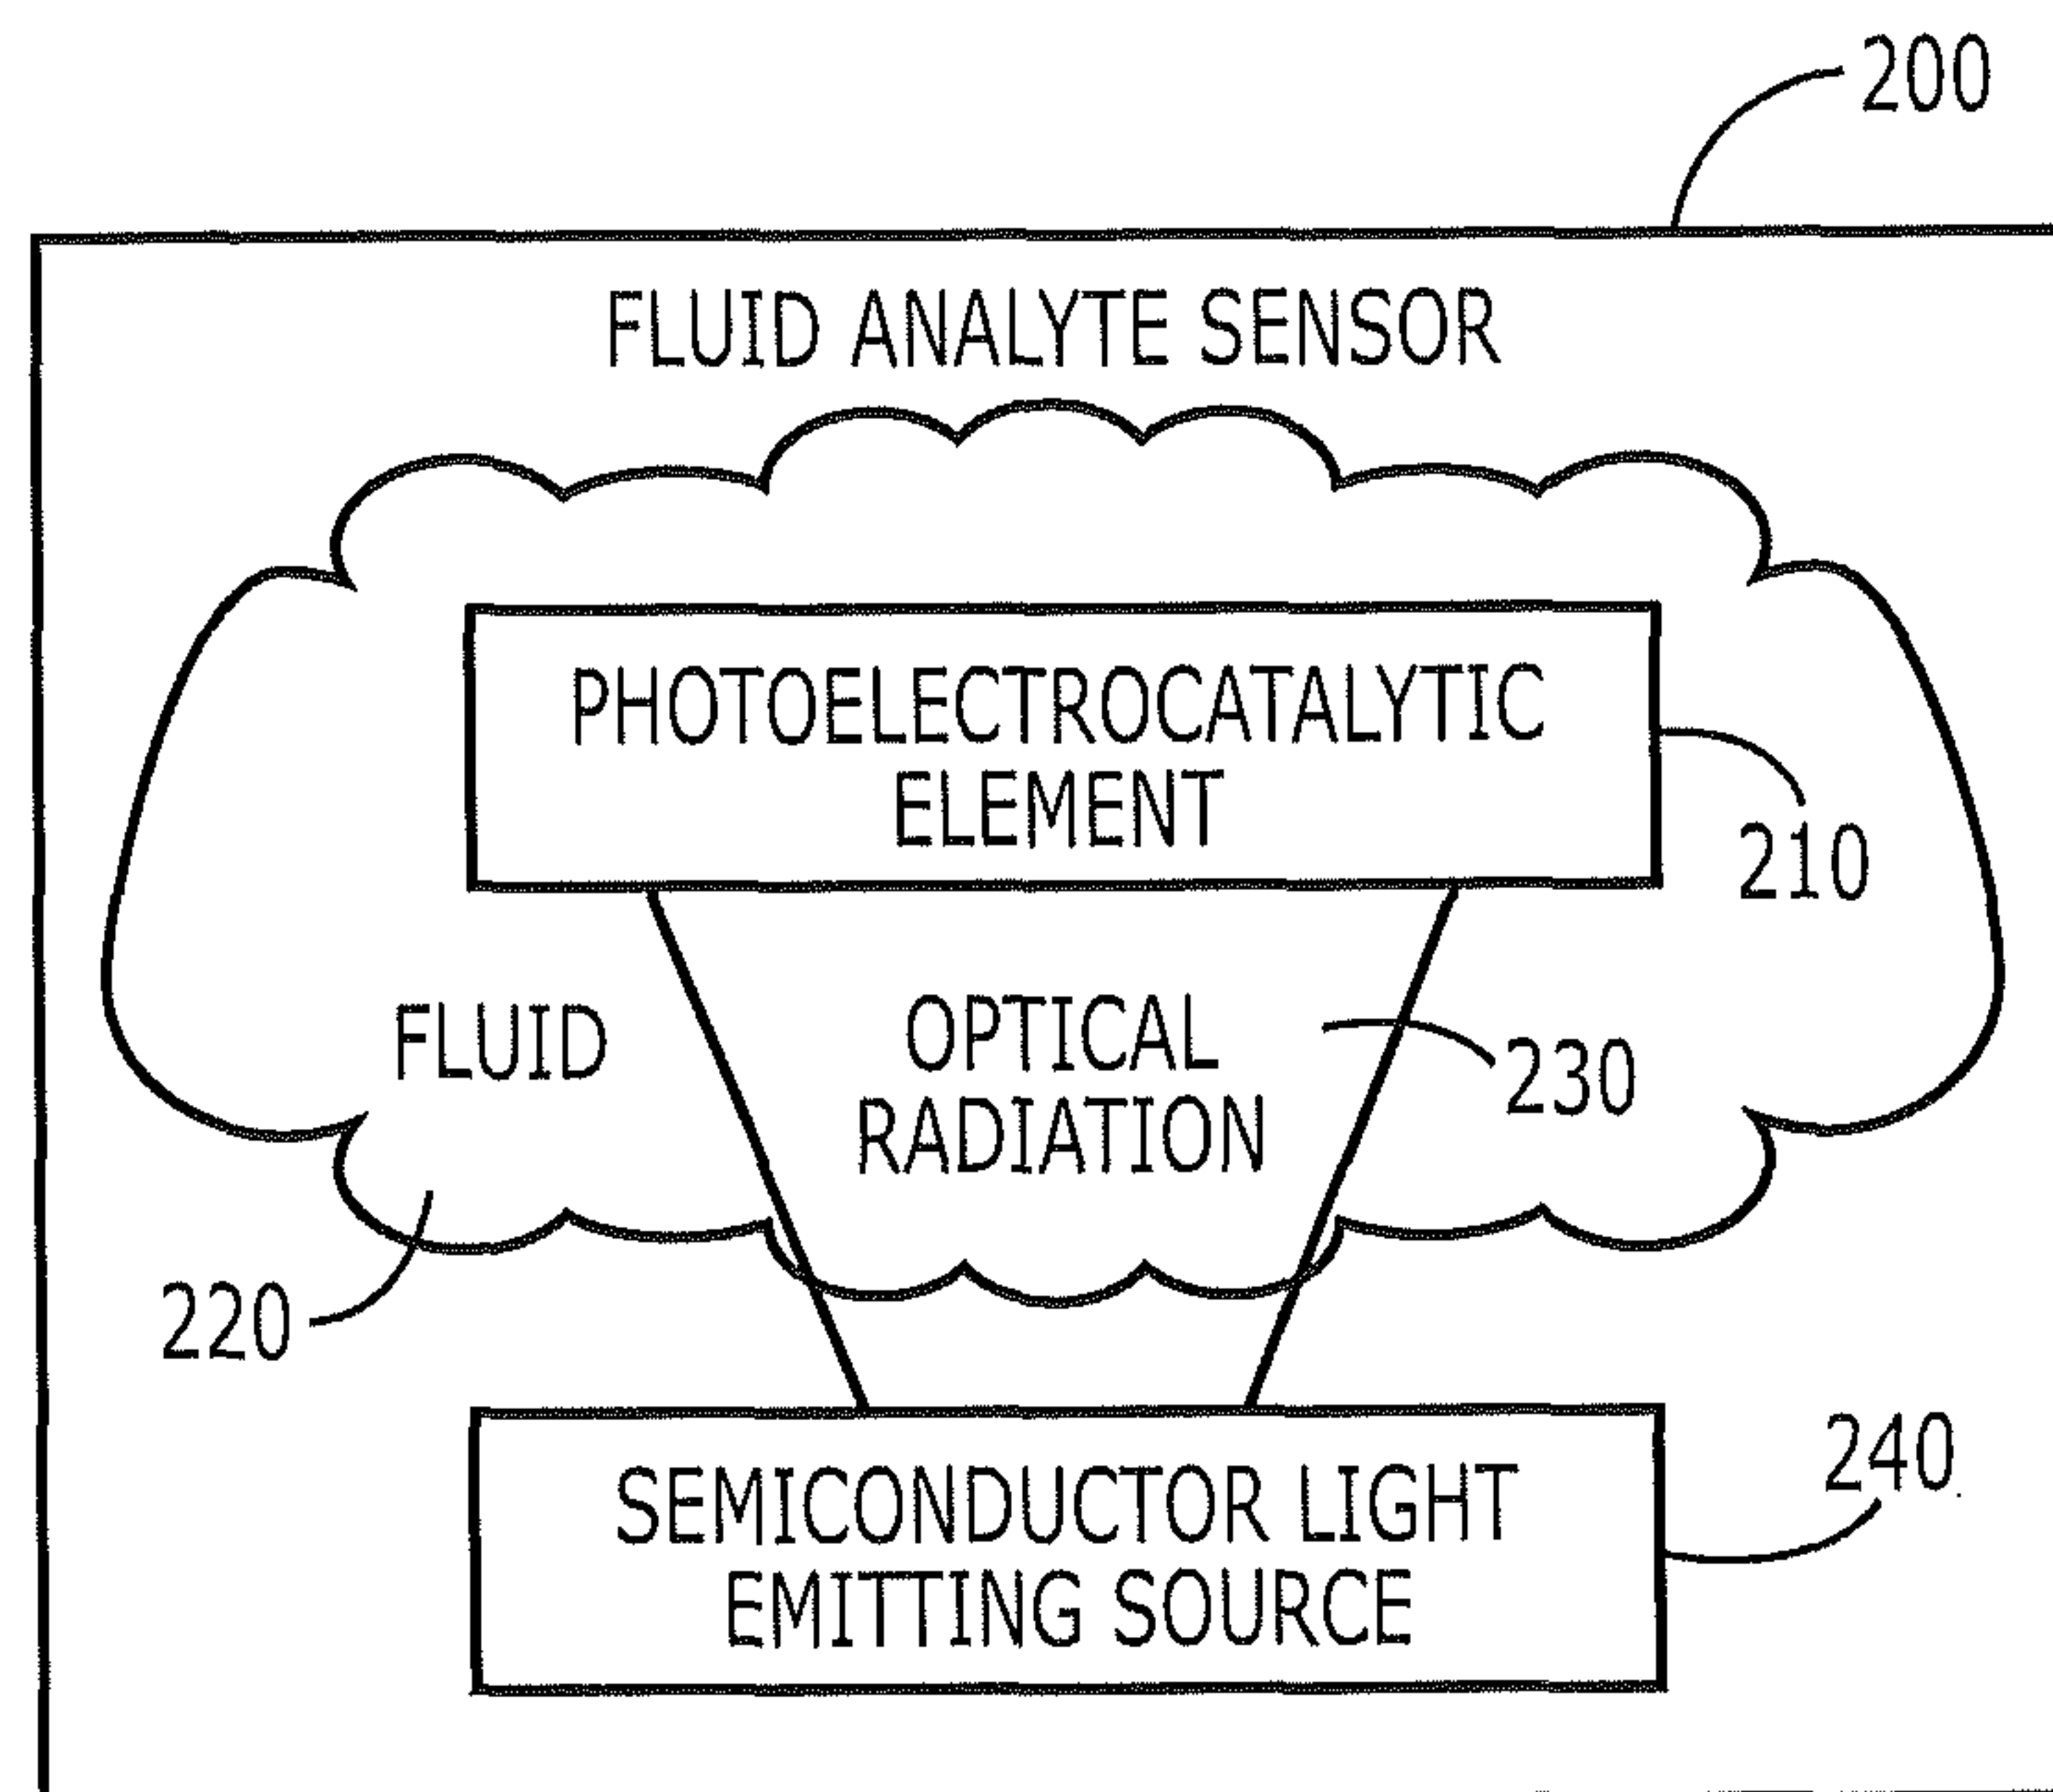 200
FLUID ANALYTE SENSOR
PHOTOELECTROCATALYTIC
ELEMENT
210
FLUID
OPTICAL
RADIATION
230
220
240
SEMICONDUCTOR LIGHT
EMITTING SOURCE